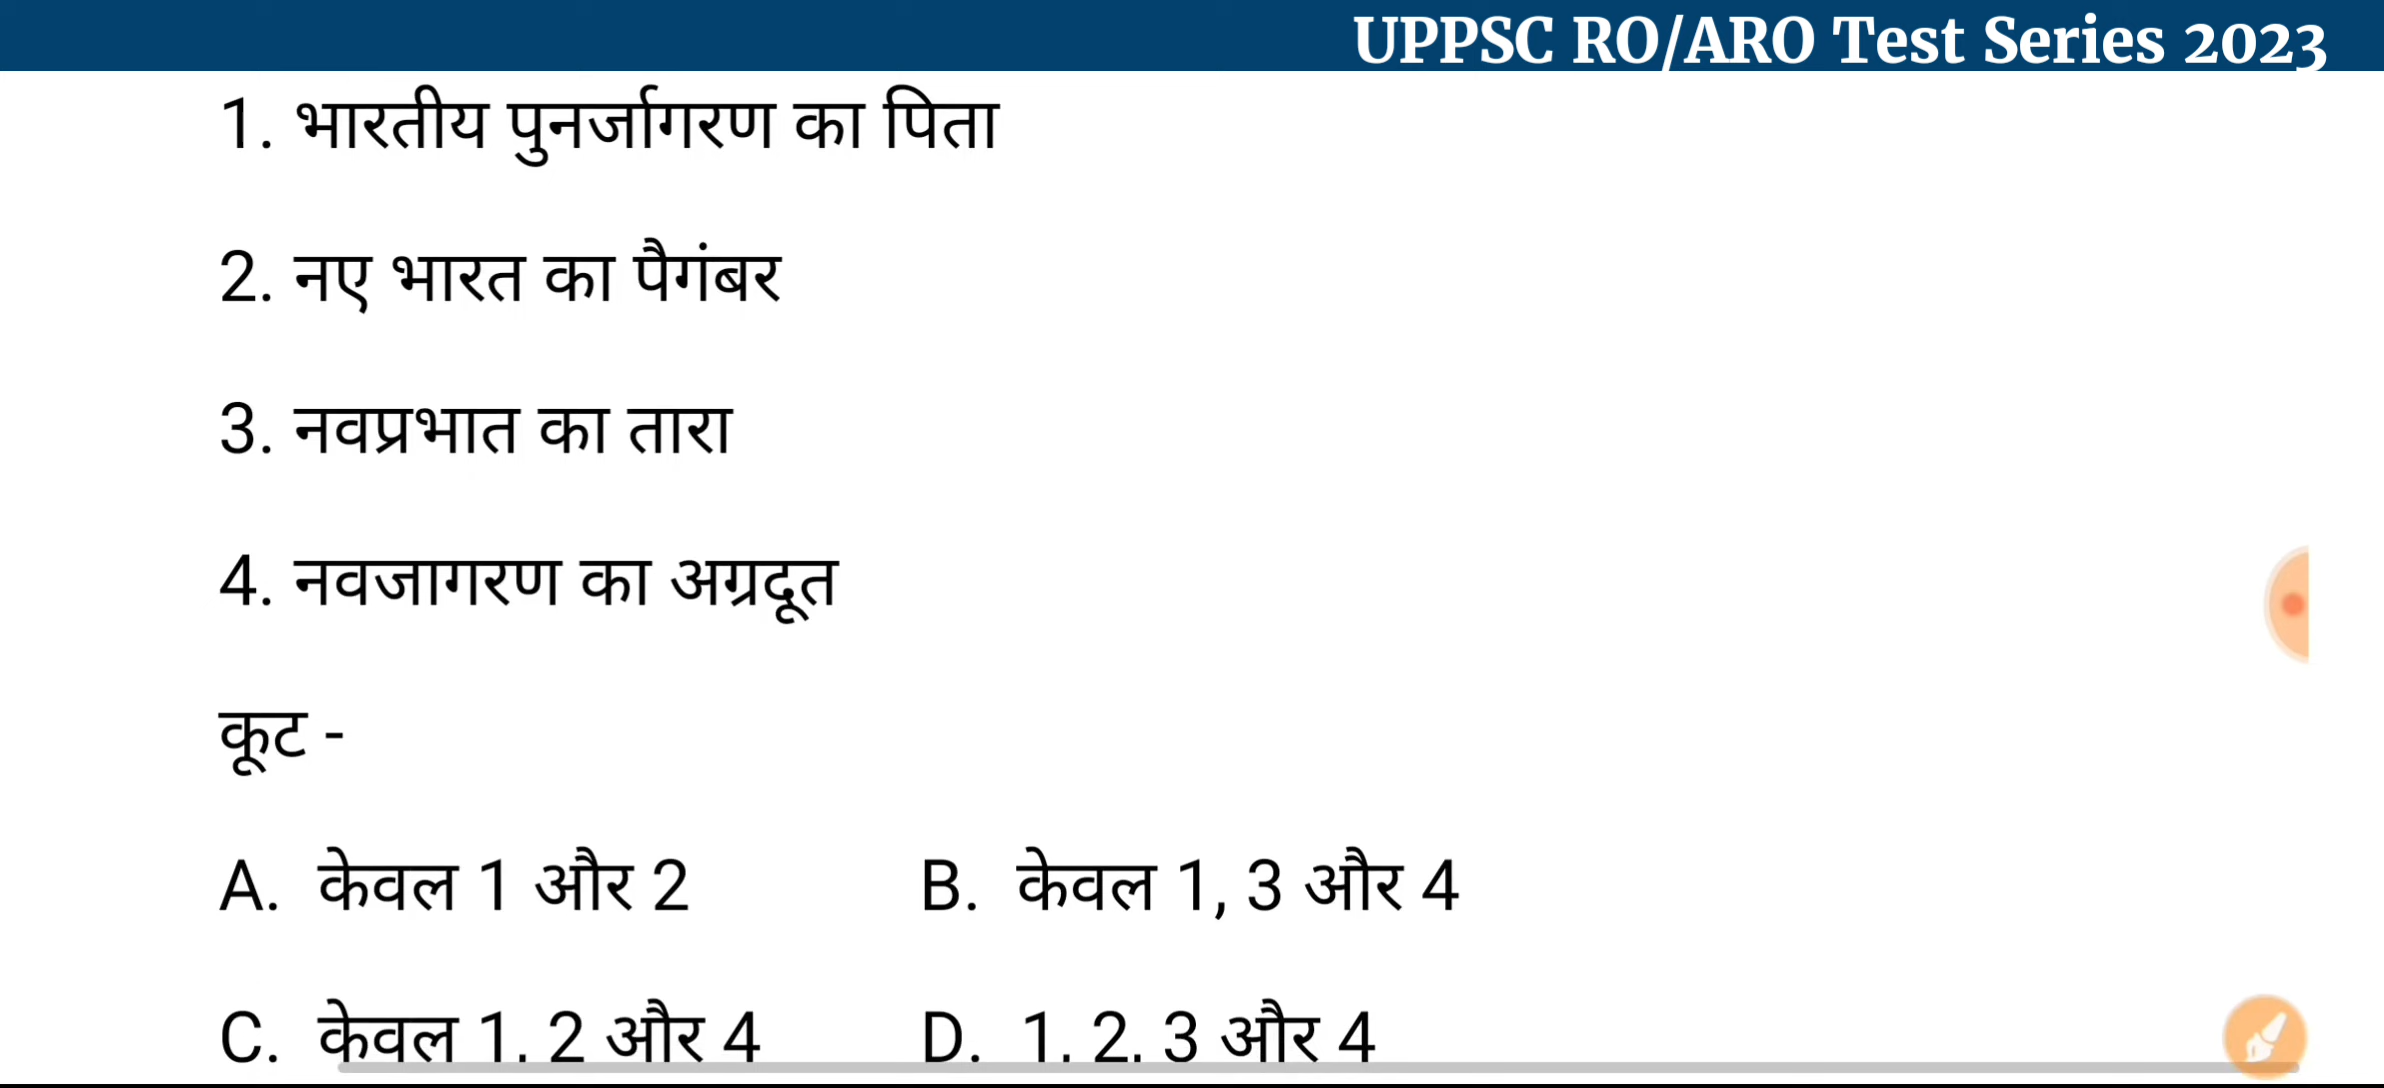 UPPSC RO/ARO Test Series 2023
1. भारतीय पुनर्जागरण का पिता
2. नए भारत का पैगंबर
3. नवप्रभात का तारा
4. नवजागरण का अग्रदूत
कूट -
A. केवल 1 और 2 B. केवल 1, 3 और 4
C. केवल 1, 2 और 4 D. 1, 2, 3 और 4